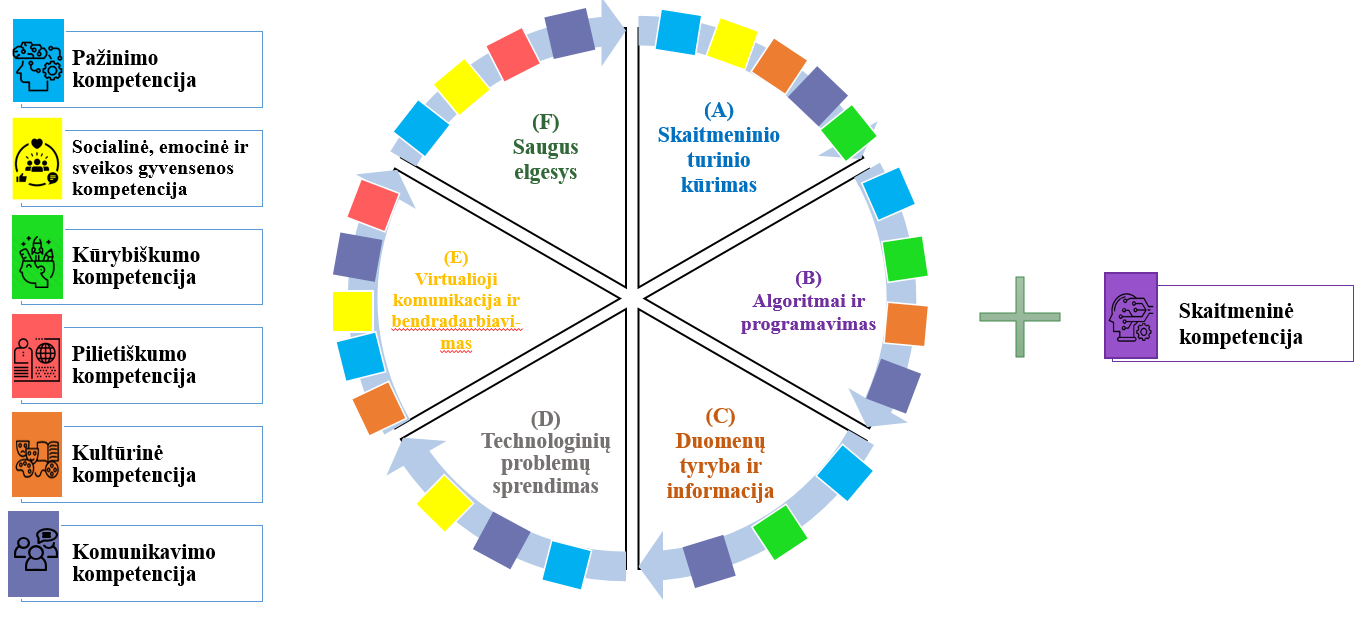 Pažinimo
kompetencija
Socialinė, emocinė ir
sveikos gyvensenos
kompetencija
Kūrybiškumo
kompetencija
Pilietiškumo
kompetencija
Kultūrinė
kompetencija
Komunikavimo
kompetencija
(F)
Saugus
elgesys
(A)
Skaitmeninio
turinio
kūrimas
(E)
Virtualioji
komunikacija ir
bendradarbiavi-
mas
(B)
Algoritmai ir
programavimas
(D)
Technologinių
problemų
sprendimas
(C)
Duomenų
tyryba ir
informacija
Skaitmeninė
kompetencija